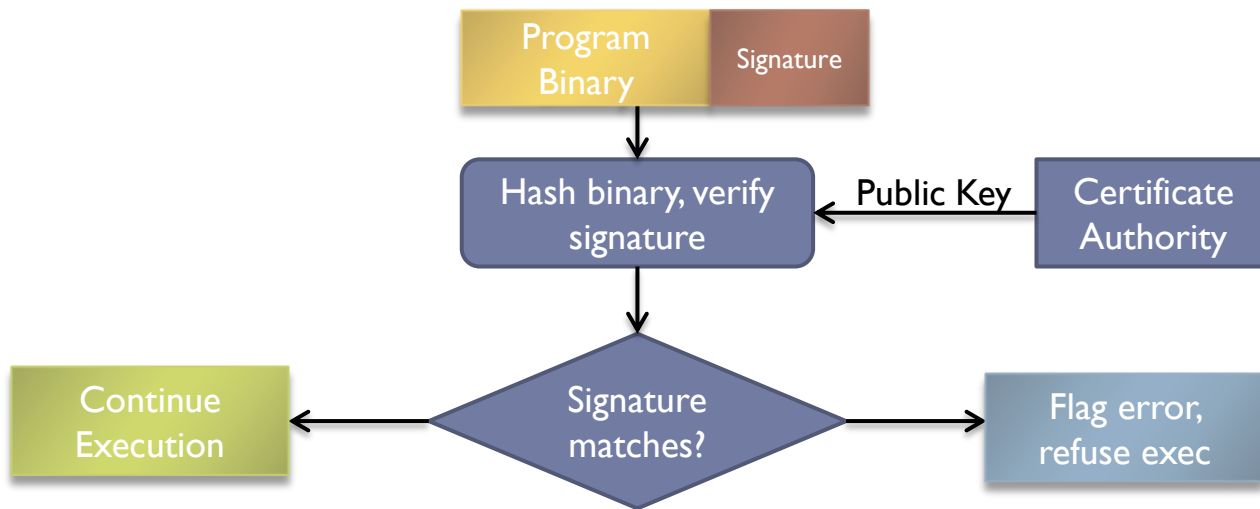 Program
Binary
Signature
Hash binary, verify
signature
Public Key
Certificate
Authority
Signature
matches?
Continue
Execution
Flag error,
refuse exec